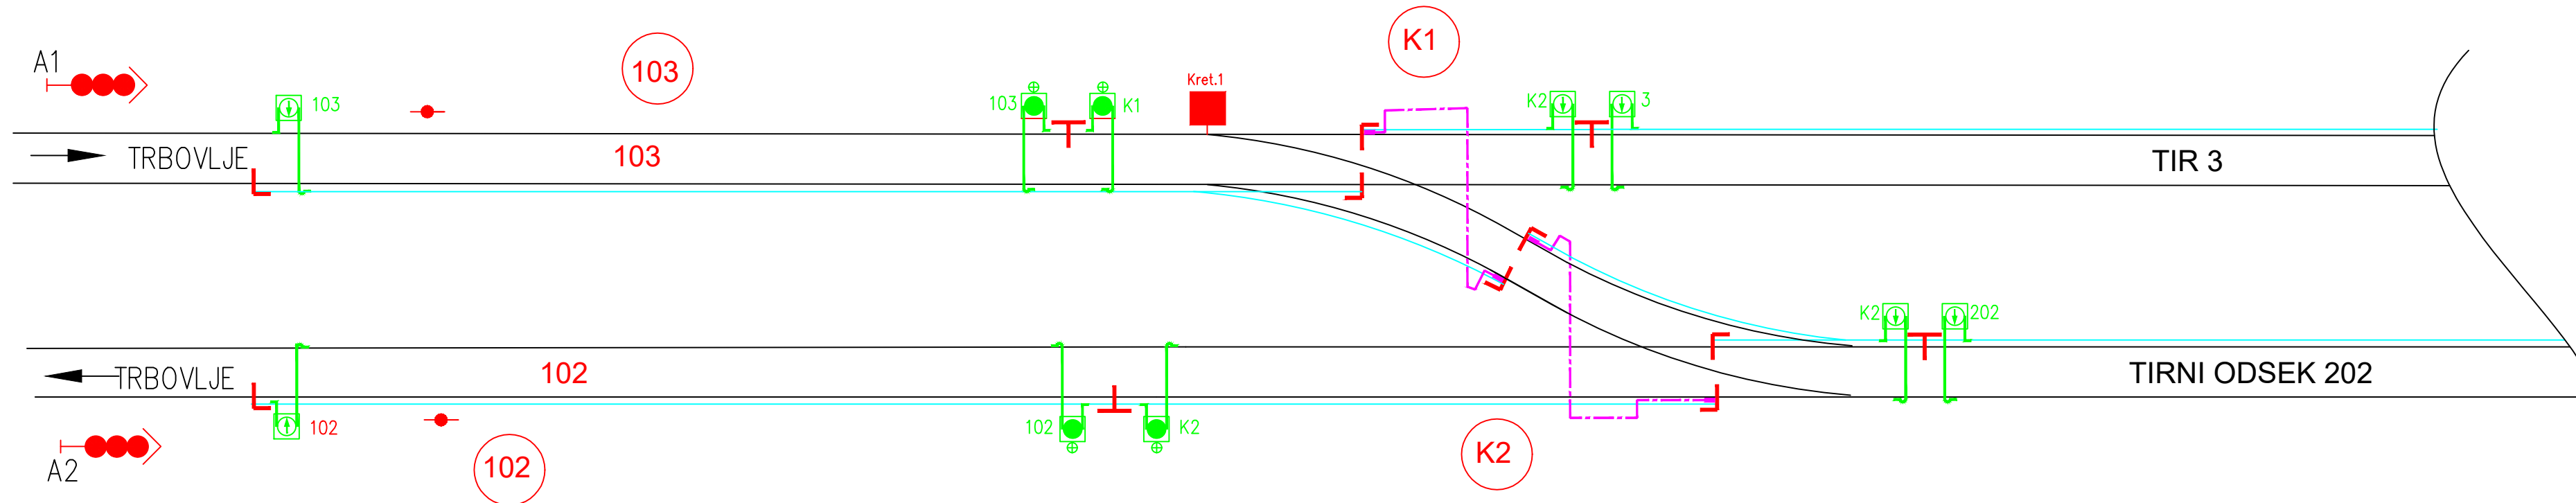 A1
103
K1
103
103
K1
Kret.1
K2
3
TRBOVLJE
103
TIR 3
K2
202
TRBOVLJE
102
TIRNI ODSEK 202
102
102
K2
K2
A2
102